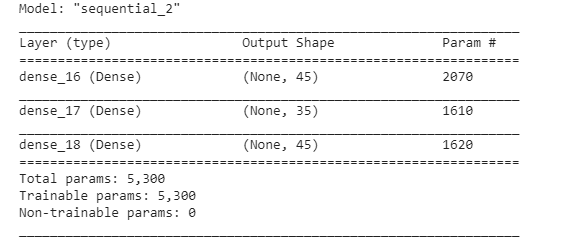 Model: "sequential_2"
_________________________________________________________________
Layer (type)                 Output Shape              Param #
=================================================================
dense_16 (Dense)             (None, 45)                2070
_________________________________________________________________
dense_17 (Dense)             (None, 35)                1610
_________________________________________________________________
dense_18 (Dense)             (None, 45)                1620
=================================================================
Total params: 5,300
Trainable params: 5,300
Non-trainable params: 0
_________________________________________________________________